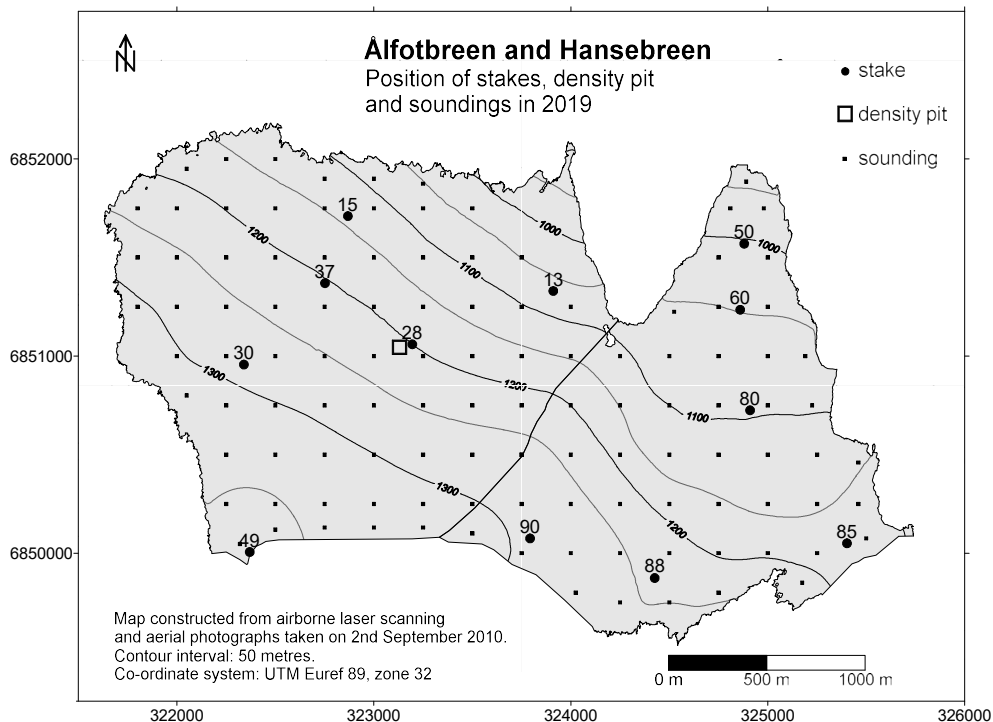 N
Ålfotbreen and Hansebreen
Position of stakes, density pit
and soundings in 2019
stake
density pit
sounding
6852000
6851000
6850000
15
1200
37
1100
1000
13
50
1000
60
28
30
1300
1200
80
1100
1300
49
90
88
1200
85
Map constructed from airborne laser scanning
and aerial photographs taken on 2nd September 2010.
Contour interval: 50 metres.
Co-ordinate system: UTM Euref 89, zone 32
0 m 500 m 1000 m
322000 323000 324000 325000 326000